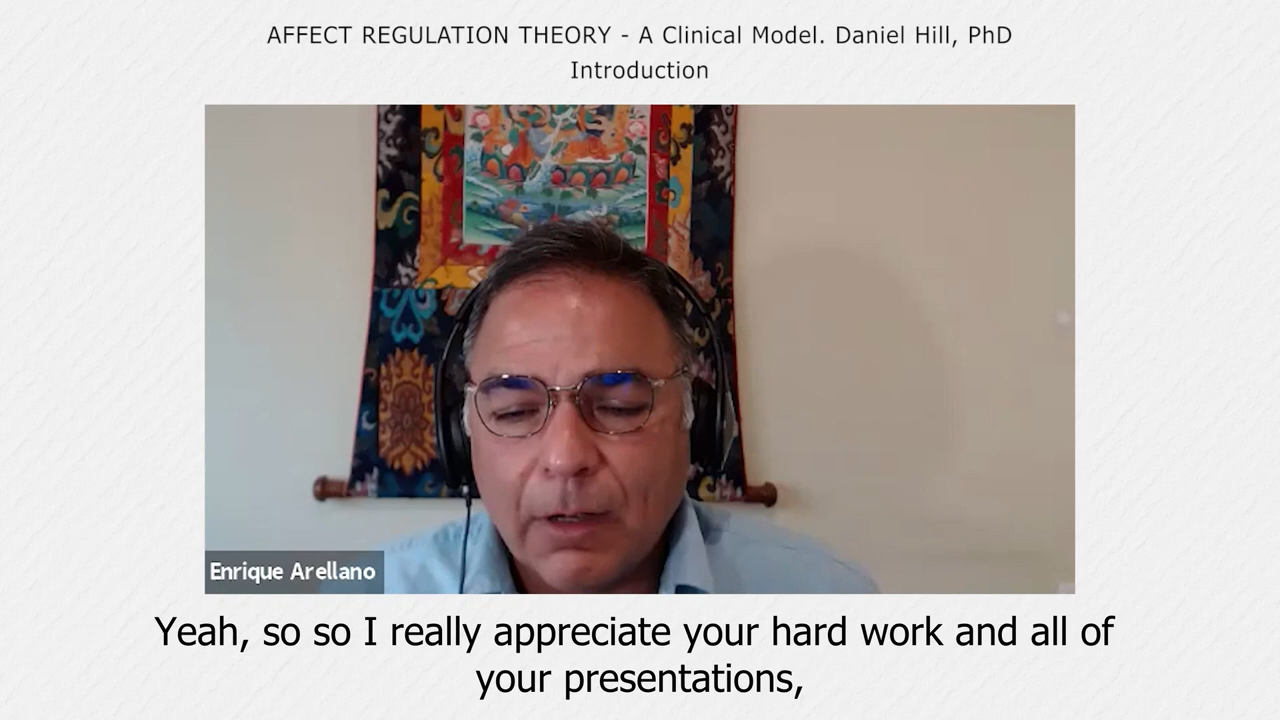 AFFECT REGULATION THEORY - A Clinical Model. Daniel Hill, PhD
Introduction
Enrique Arellano
Yeah, so so I really appreciate your hard work and all of
your presentations,